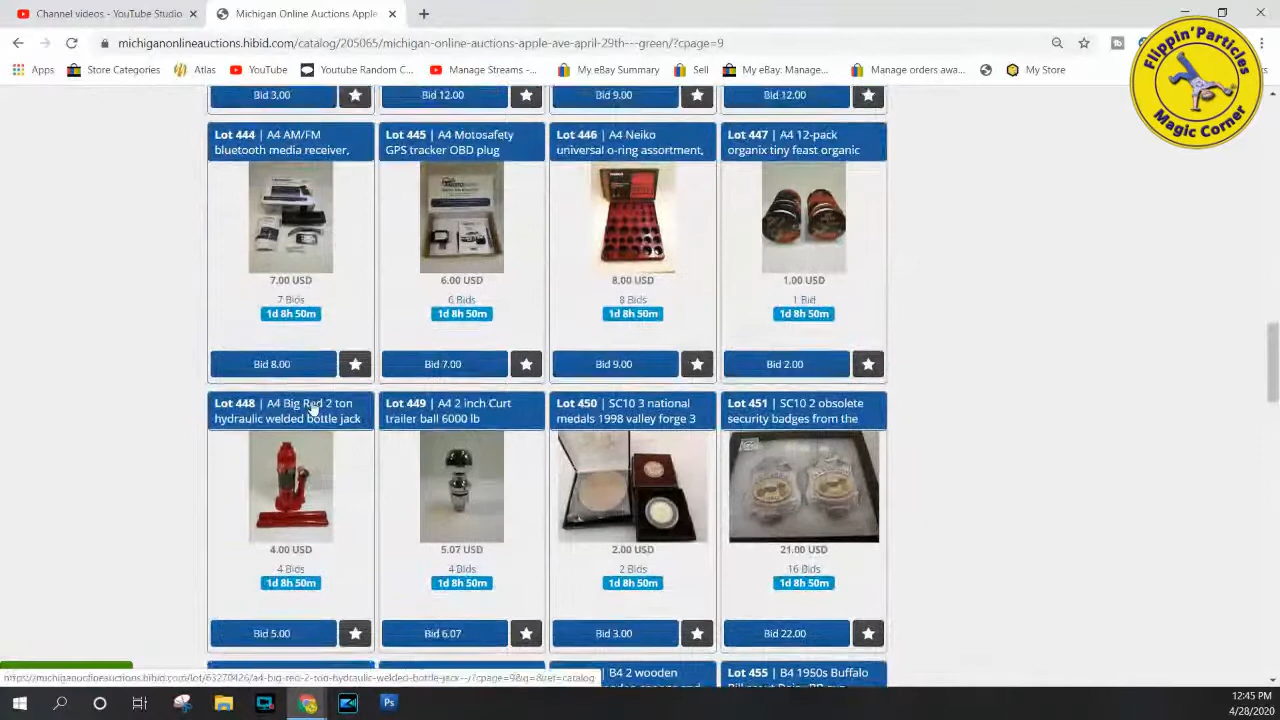 Channel videos - YouTube Studio
Michigan Online Auctions Apple
michiganonlineauctions.hibid.com/catalog/205065/michigan-online-auctions-apple-ave-april-29th---green/?cpage=9
Apps
Store Categories
Atlas
YouTube
Youtube Random C...
Manage Streams -...
My eBay Summary
Sell
My eBay: Manage...
Manage orders awa...
My Store
Flippin' Particles
Magic Corner
Bid 3.00
Bid 12.00
Bid 9.00
Bid 12.00
Lot 444 | A4 AM/FM
bluetooth media receiver,
7.00 USD
7 Bids
1d 8h 50m
Bid 8.00
Lot 445 | A4 Motosafety
GPS tracker OBD plug
6.00 USD
6 Bids
1d 8h 50m
Bid 7.00
Lot 446 | A4 Neiko
universal o-ring assortment,
8.00 USD
8 Bids
1d 8h 50m
Bid 9.00
Lot 447 | A4 12-pack
organix tiny feast organic
1.00 USD
1 Bid
1d 8h 50m
Bid 2.00
Lot 448 | A4 Big Red 2 ton
hydraulic welded bottle jack
4.00 USD
4 Bids
1d 8h 50m
Bid 5.00
Lot 449 | A4 2 inch Curt
trailer ball 6000 lb
5.07 USD
4 Bids
1d 8h 50m
Bid 6.07
Lot 450 | SC10 3 national
medals 1998 valley forge 3
2.00 USD
2 Bids
1d 8h 50m
Bid 3.00
Lot 451 | SC10 2 obsolete
security badges from the
21.00 USD
16 Bids
1d 8h 50m
Bid 22.00
B4 2 wooden
Lot 455 | B4 1950s Buffalo
https://michiganonlineauctions.hibid.com/lot/63270426/a4-big-red-2-ton-hydraulic-welded-bottle-jack--/?cpage=9&q=&ref=catalog
12:45 PM
4/28/2020